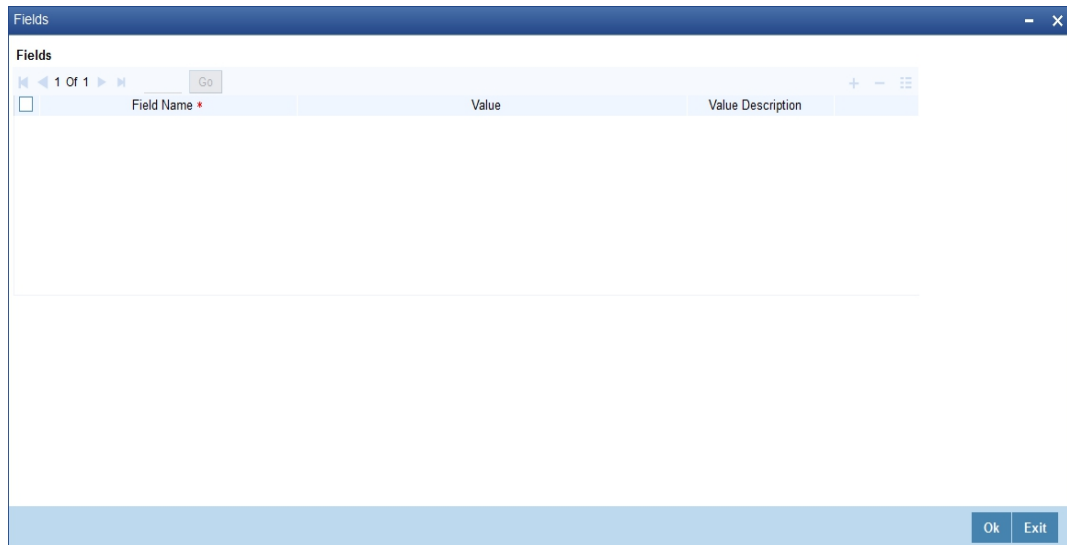 Fields
Fields
1 Of 1 Go
Field Name * Value Value Description
Ok Exit